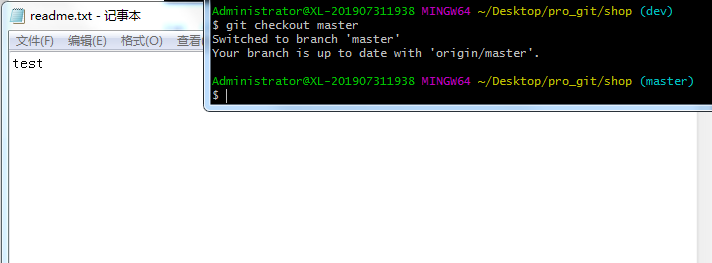 readme.txt - 记事本
文件(F) 编辑(E) 格式(O) 查看(
test
Administrator@XL-201907311938 MINGW64 ~/Desktop/pro_git/shop (dev)
$ git checkout master
Switched to branch 'master'
Your branch is up to date with 'origin/master'.
Administrator@XL-201907311938 MINGW64 ~/Desktop/pro_git/shop (master)
$